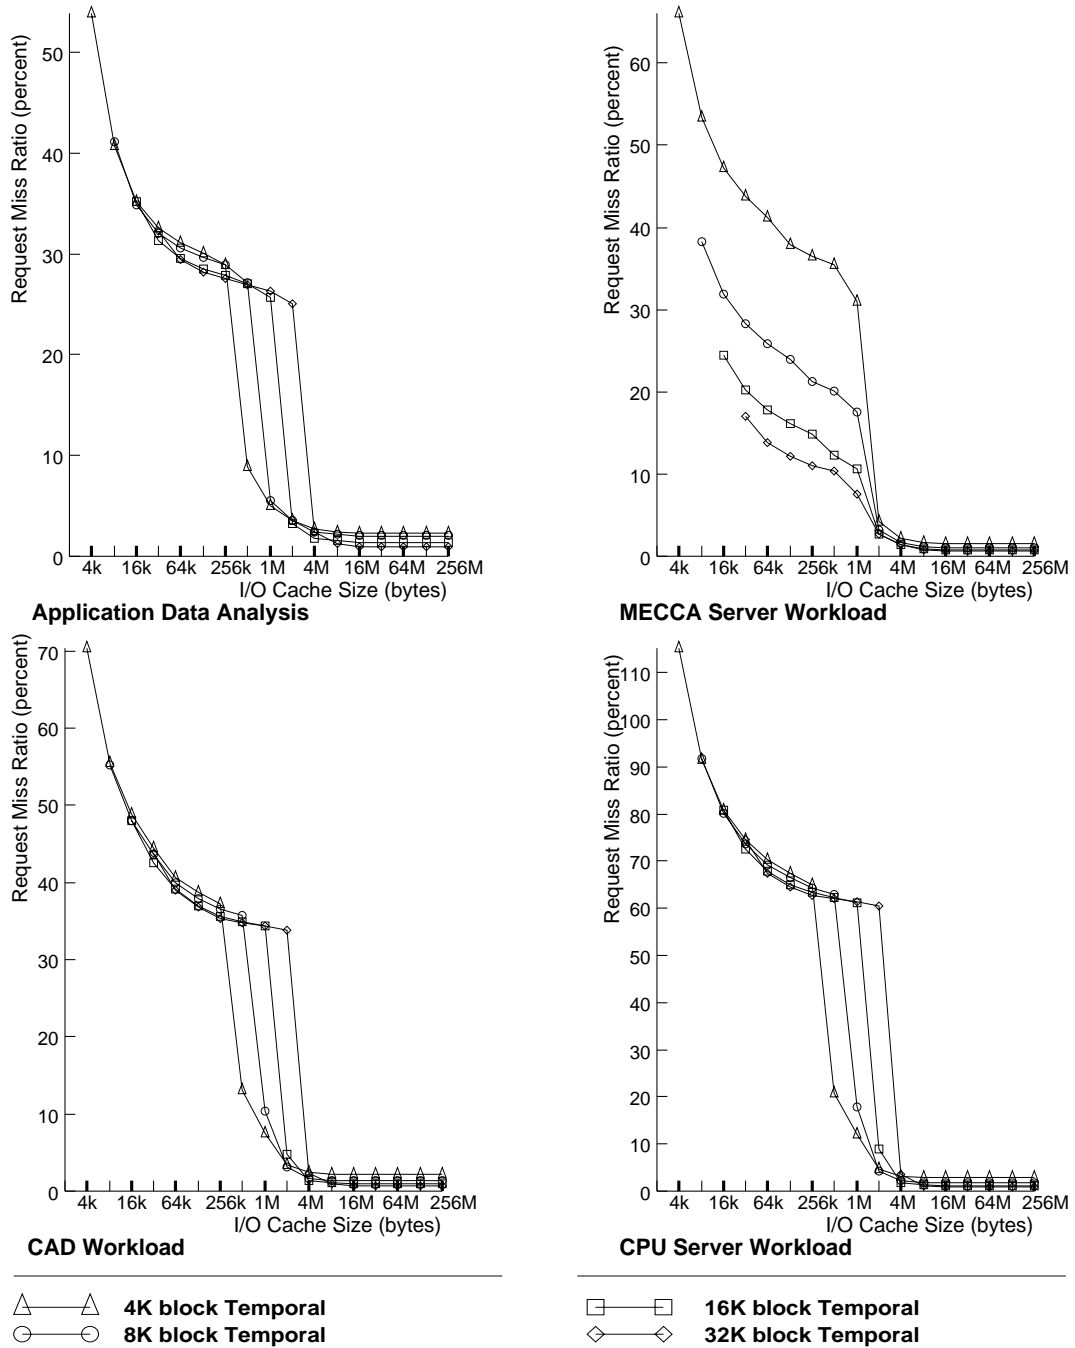 Request Miss Ratio (percent)
50
40
30
20
10
0
4k 16k 64k 256k 1M 4M 16M 64M 256M
I/O Cache Size (bytes)
Application Data Analysis
Request Miss Ratio (percent)
60
50
40
30
20
10
0
4k 16k 64k 256k 1M 4M 16M 64M 256M
I/O Cache Size (bytes)
MECCA Server Workload
Request Miss Ratio (percent)
70
60
50
40
30
20
10
0
4k 16k 64k 256k 1M 4M 16M 64M 256M
I/O Cache Size (bytes)
CAD Workload
Request Miss Ratio (percent)
110
100
90
80
70
60
50
40
30
20
10
0
4k 16k 64k 256k 1M 4M 16M 64M 256M
I/O Cache Size (bytes)
CPU Server Workload
4K block Temporal
8K block Temporal
16K block Temporal
32K block Temporal